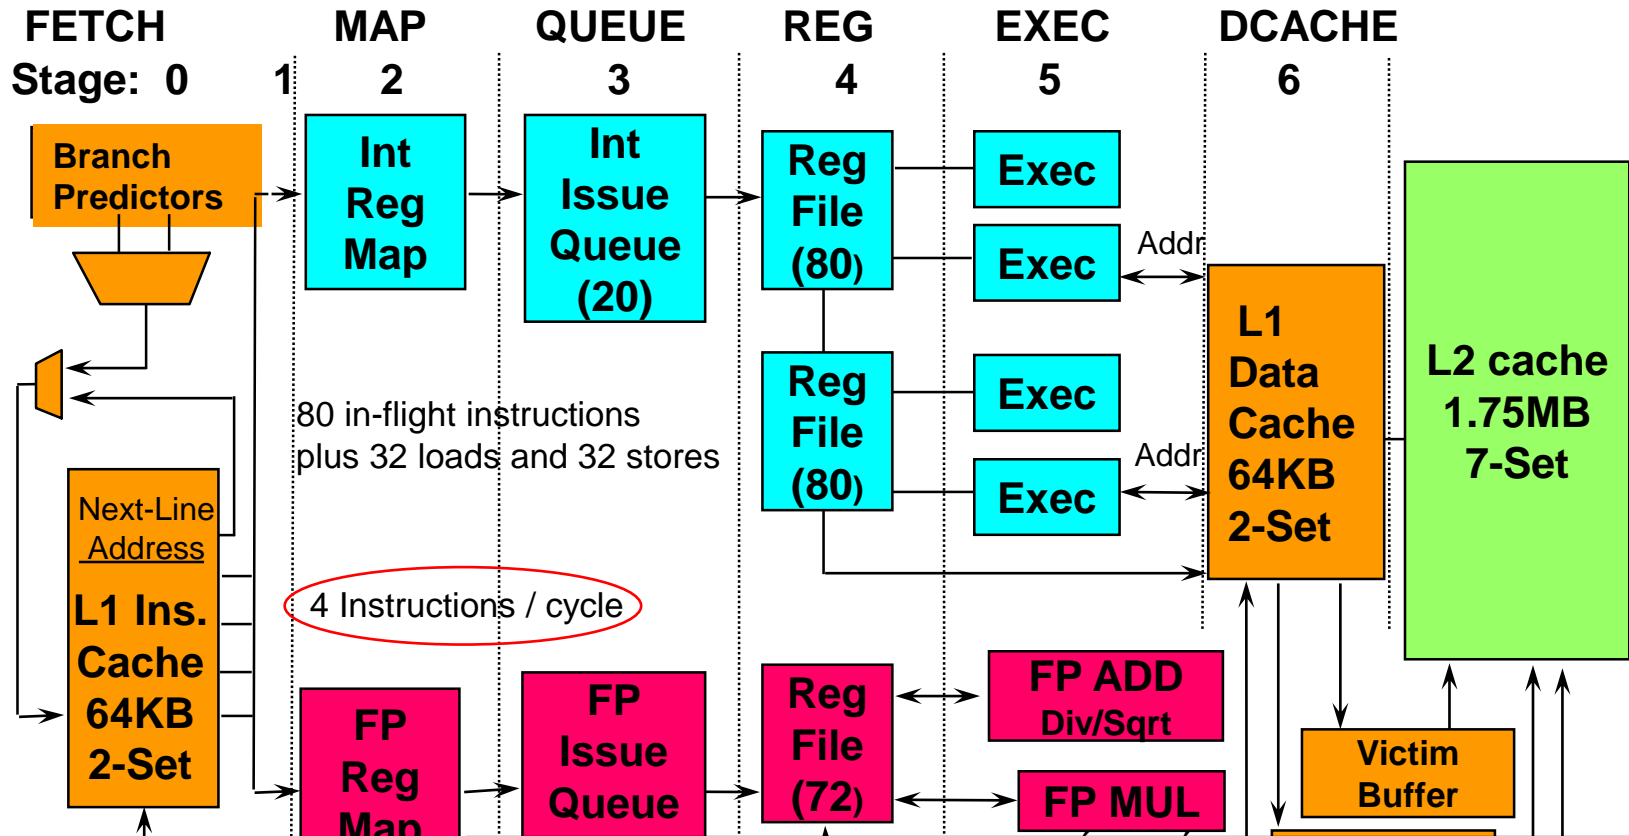 FETCH MAP QUEUE REG EXEC DCACHE
Stage: 0 1 2 3 4 5 6
Branch
Predictors
Int
Reg
Map
Int
Issue
Queue
(20)
Reg
File
(80)
Exec
Exec
Addr
Reg
File
(80)
Exec
Exec
Addr
L1
Data
Cache
64KB
2-Set
L2 cache
1.75MB
7-Set
80 in-flight instructions
plus 32 loads and 32 stores
4 Instructions / cycle
Next-Line
Address
L1 Ins.
Cache
64KB
2-Set
FP
Reg
Map
FP
Issue
Queue
Reg
File
(72)
FP ADD
Div/Sqrt
FP MUL
Victim
Buffer